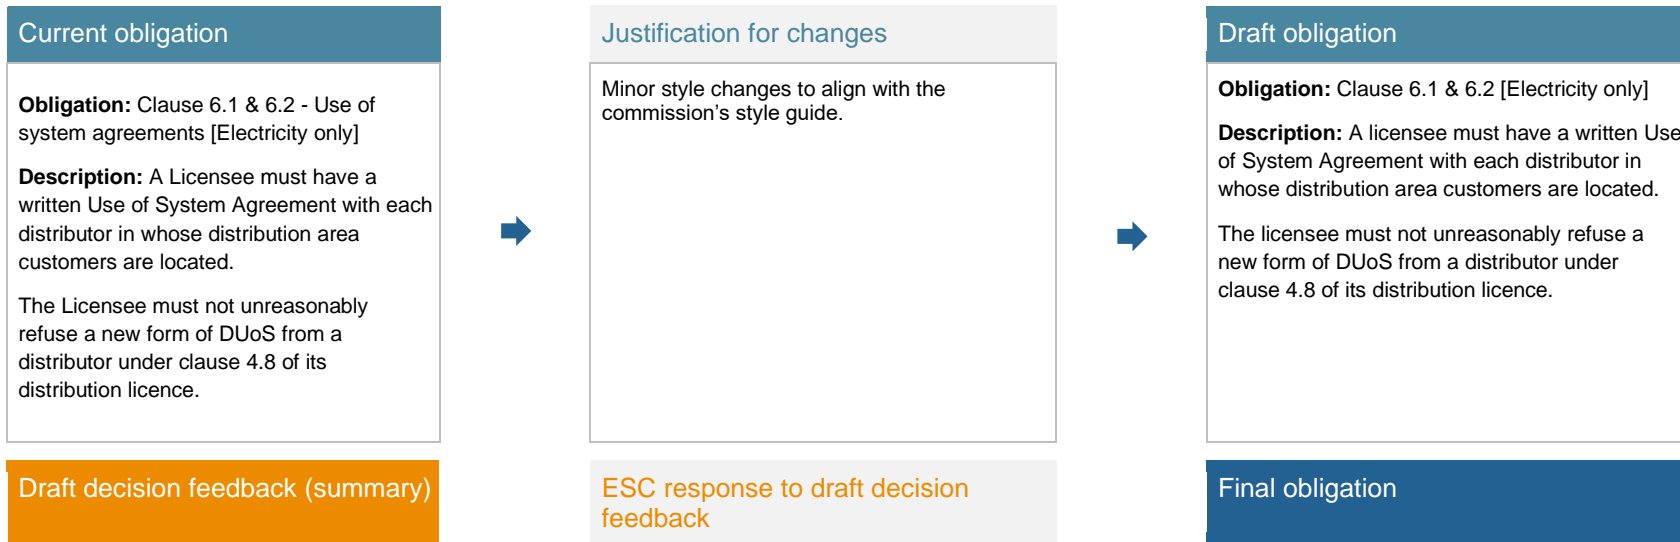 Current obligation
Obligation: Clause 6.1 & 6.2 - Use of
system agreements [Electricity only]
Description: A Licensee must have a
written Use of System Agreement with each
distributor in whose distribution area
customers are located.
The Licensee must not unreasonably
refuse a new form of DUoS from a
distributor under clause 4.8 of its
distribution licence.
Justification for changes
Minor style changes to align with the
commission's style guide.
Draft obligation
Obligation: Clause 6.1 & 6.2 [Electricity only]
Description: A licensee must have a written Use
of System Agreement with each distributor in
whose distribution area customers are located.
The licensee must not unreasonably refuse a
new form of DUoS from a distributor under
clause 4.8 of its distribution licence.
Draft decision feedback (summary)
ESC response to draft decision
feedback
Final obligation